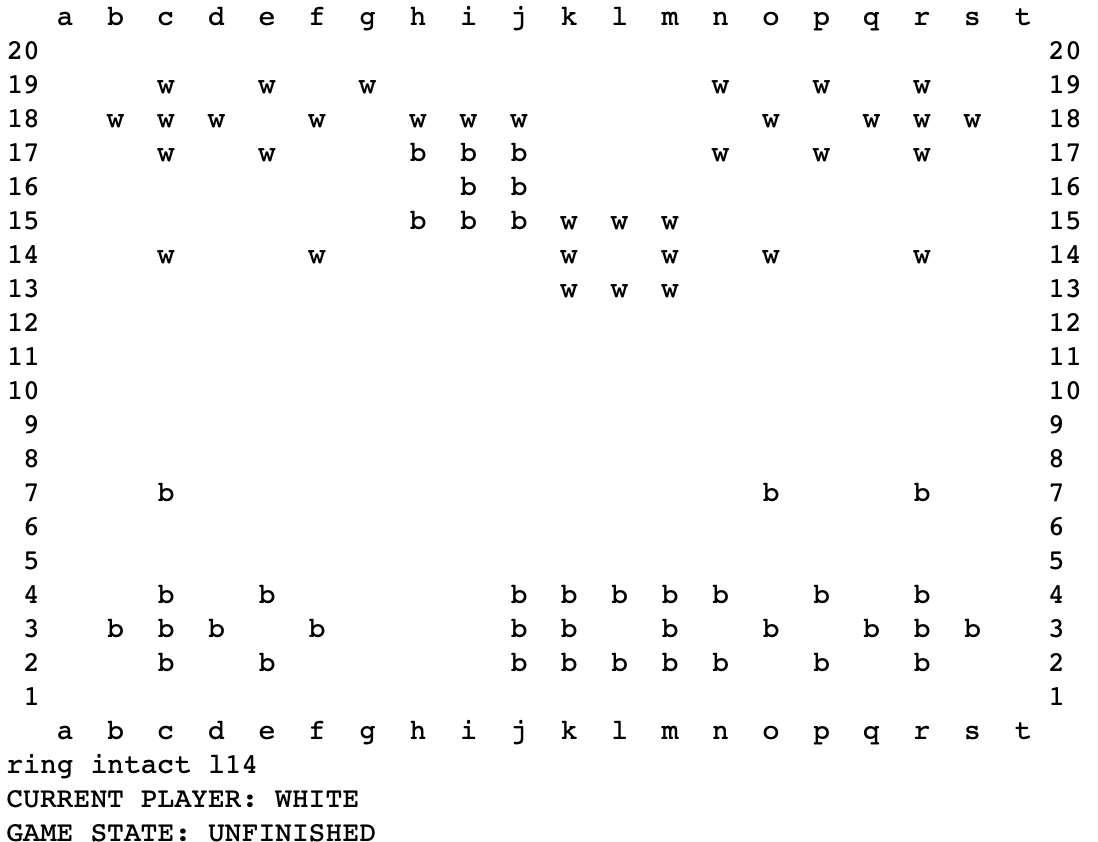 a b c d e f g h i j k l m n o p q r s t
20                                         20
19     w   w   w             w   w   w     19
18   w w w   w   w w w         w   w w w   18
17     w   w     b b b       w   w   w     17
16                 b b                     16
15               b b b w w w               15
14     w     w         w   w   w     w     14
13                     w w w               13
12                                         12
11                                         11
10                                         10
 9                                         9
 8                                         8
 7     b                       b     b     7
 6                                         6
 5                                         5
 4     b   b         b b b b b   b   b     4
 3   b b b   b       b b   b   b   b b b   3
 2     b   b         b b b b b   b   b     2
 1                                         1
   a b c d e f g h i j k l m n o p q r s t
ring intact l14
CURRENT PLAYER: WHITE
GAME STATE: UNFINISHED